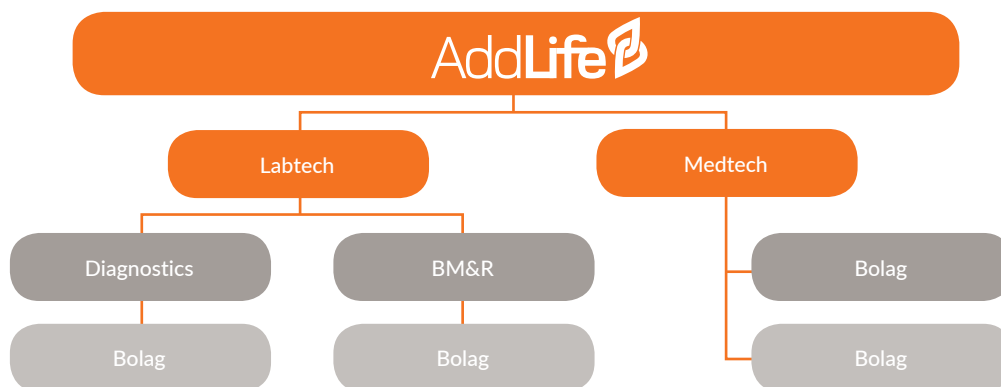 AddLife
Labtech
Medtech
Diagnostics
BM&R
Bolag
Bolag
Bolag
Bolag